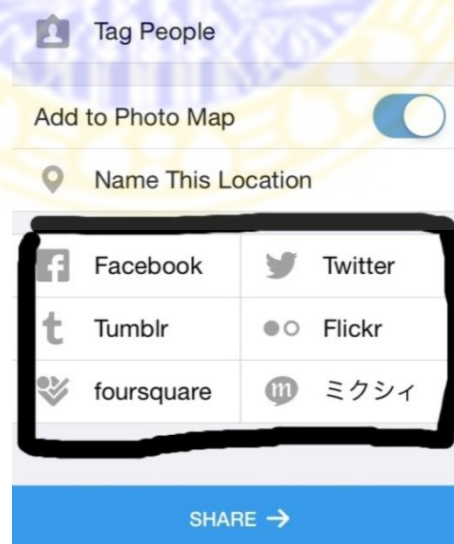 Tag People
Add to Photo Map
Name This Location
Facebook Twitter
Tumblr Flickr
foursquare ミクシィ
SHARE →